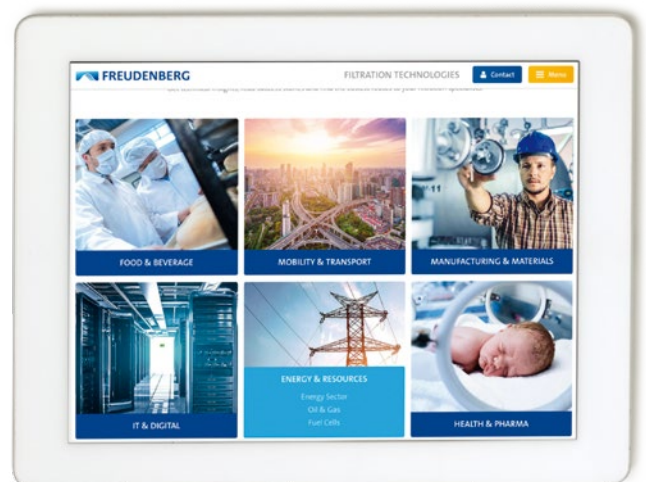 FREUDENBERG
FILTRATION TECHNOLOGIES
Contact
Menu
FOOD & BEVERAGE
MOBILITY & TRANSPORT
MANUFACTURING & MATERIALS
ENERGY & RESOURCES
Energy Sector
Oil & Gas
Fuel Cells
IT & DIGITAL
HEALTH & PHARMA